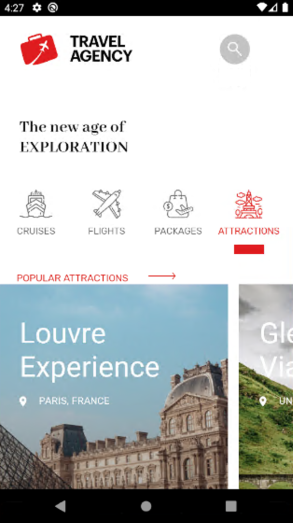 4:27
TRAVEL
AGENCY
The new age of
EXPLORATION
CRUISES FLIGHTS PACKAGES ATTRACTIONS
POPULAR ATTRACTIONS
Louvre
Experience
PARIS, FRANCE
Gle
Via
UN